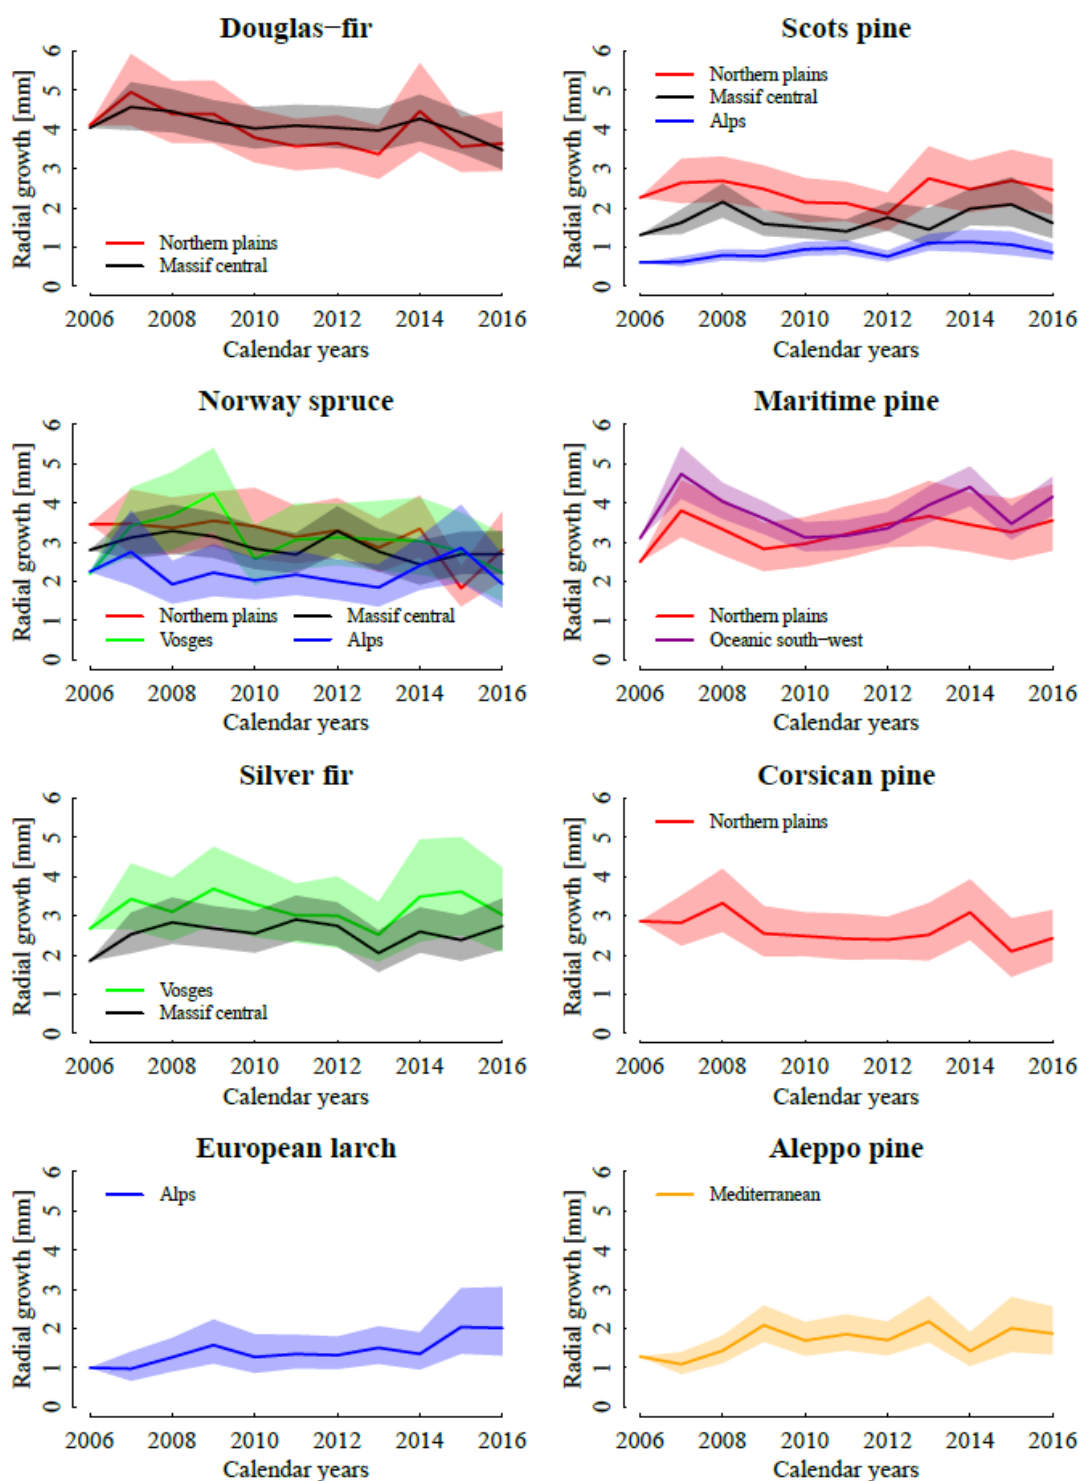 Douglas−fir
Radial growth [mm]
0 1 2 3 4 5 6
Northern plains
Massif central
2006 2008 2010 2012 2014 2016
Calendar years
Scots pine
Radial growth [mm]
0 1 2 3 4 5 6
Northern plains
Massif central
Alps
2006 2008 2010 2012 2014 2016
Calendar years
Norway spruce
Radial growth [mm]
0 1 2 3 4 5 6
Northern plains Massif central
Vosges Alps
2006 2008 2010 2012 2014 2016
Calendar years
Maritime pine
Radial growth [mm]
0 1 2 3 4 5 6
Northern plains
Oceanic south−west
2006 2008 2010 2012 2014 2016
Calendar years
Silver fir
Radial growth [mm]
0 1 2 3 4 5 6
Vosges
Massif central
2006 2008 2010 2012 2014 2016
Calendar years
Corsican pine
Radial growth [mm]
0 1 2 3 4 5 6
Northern plains
2006 2008 2010 2012 2014 2016
Calendar years
European larch
Radial growth [mm]
0 1 2 3 4 5 6
Alps
2006 2008 2010 2012 2014 2016
Calendar years
Aleppo pine
Radial growth [mm]
0 1 2 3 4 5 6
Mediterranean
2006 2008 2010 2012 2014 2016
Calendar years